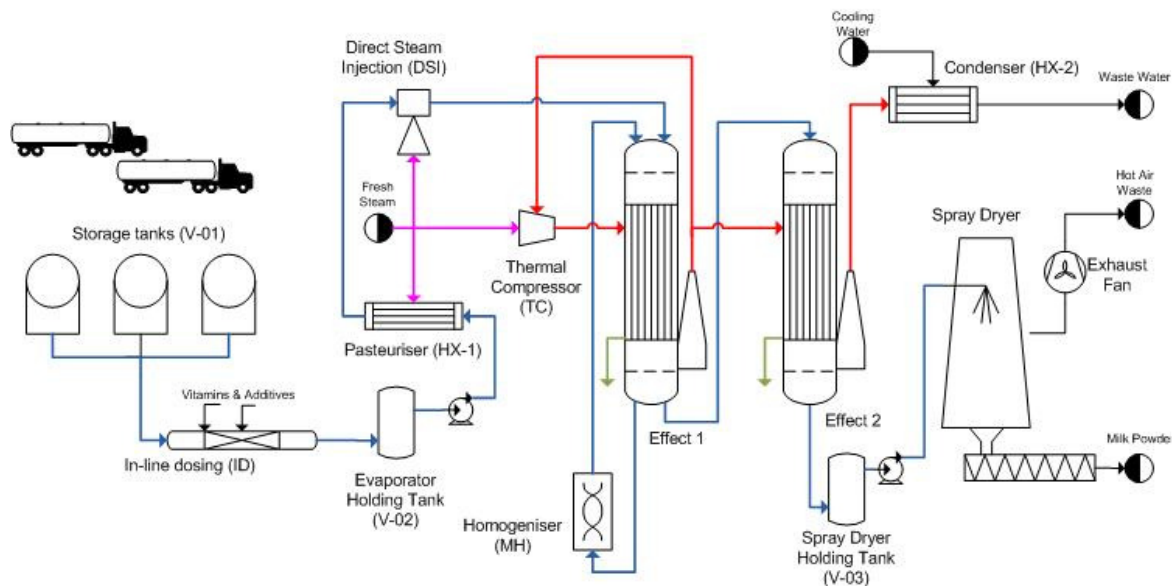 Cooling
Water
Direct Steam
Injection (DSI)
Condenser (HX-2)
Waste Water
Fresh
Steam
Hot Air
Waste
Storage tanks (V-01)
Spray Dryer
Thermal
Compressor
(TC)
Exhaust
Fan
Pasteuriser (HX-1)
Vitamins & Additives
Effect 1
Effect 2
In-line dosing (ID)
Evaporator
Holding Tank
(V-02)
Homogeniser
(MH)
Milk Powder
Spray Dryer
Holding Tank
(V-03)